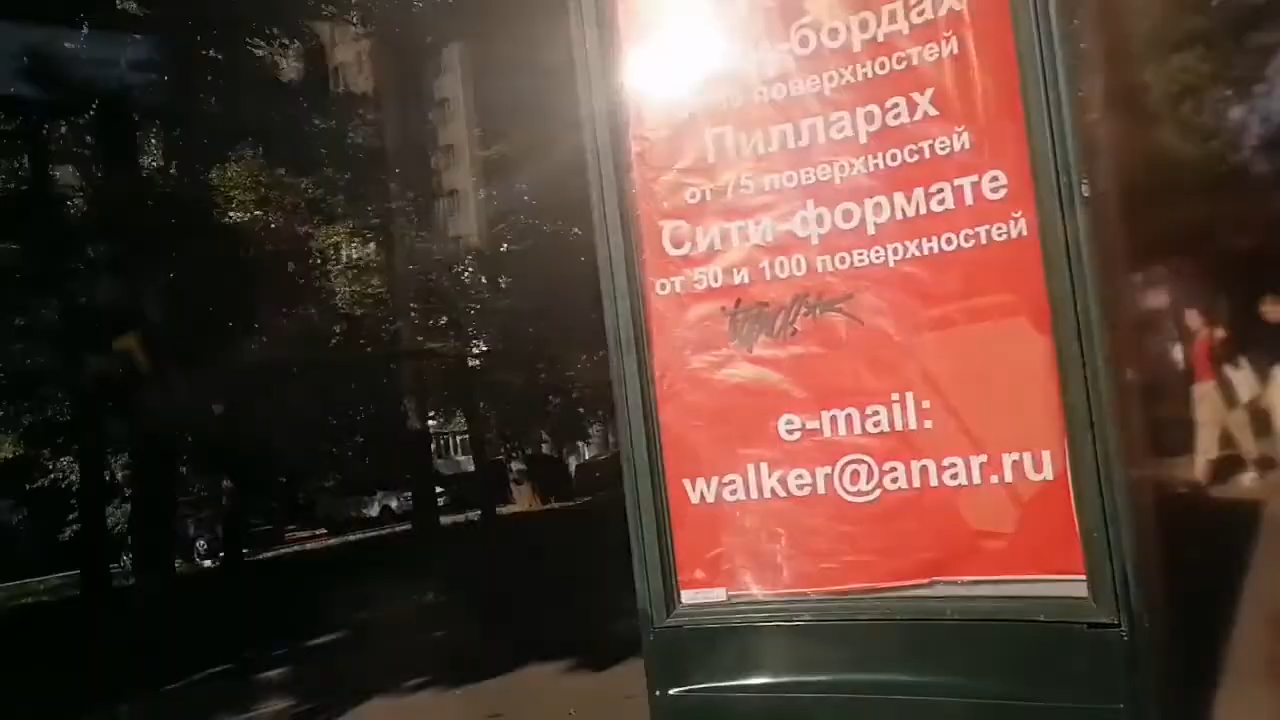 -бордах
поверхностей
Пилларах
от 75 поверхностей
Сити-формате
от 50 и 100 поверхностей
e-mail:
walker@anar.ru